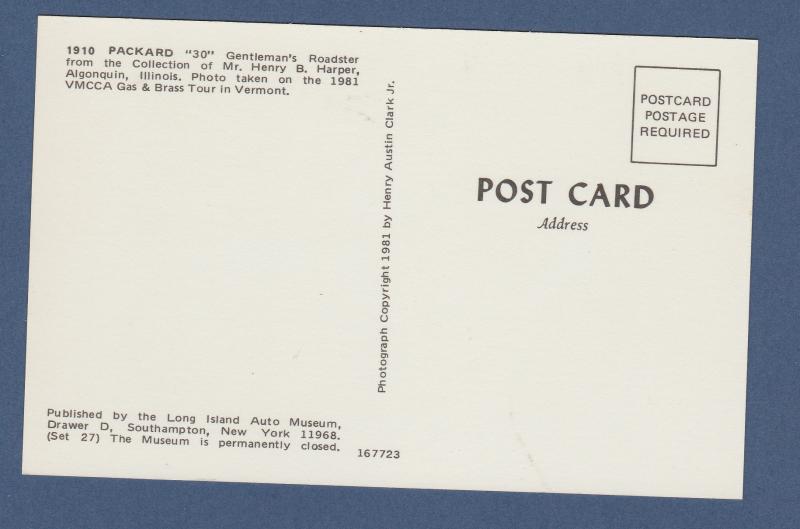 1910 PACKARD "30" Gentleman's Roadster
from the Collection of Mr. Henry B. Harper,
Algonquin, Illinois. Photo taken on the 1981
VMCCA Gas & Brass Tour in Vermont.
Published by the Long Island Auto Museum,
Drawer D, Southampton, New York 11968.
(Set 27) The Museum is permanently closed.
167723
Photograph Copyright 1981 by Henry Austin Clark Jr.
POSTCARD
POSTAGE
REQUIRED
POST CARD
Address